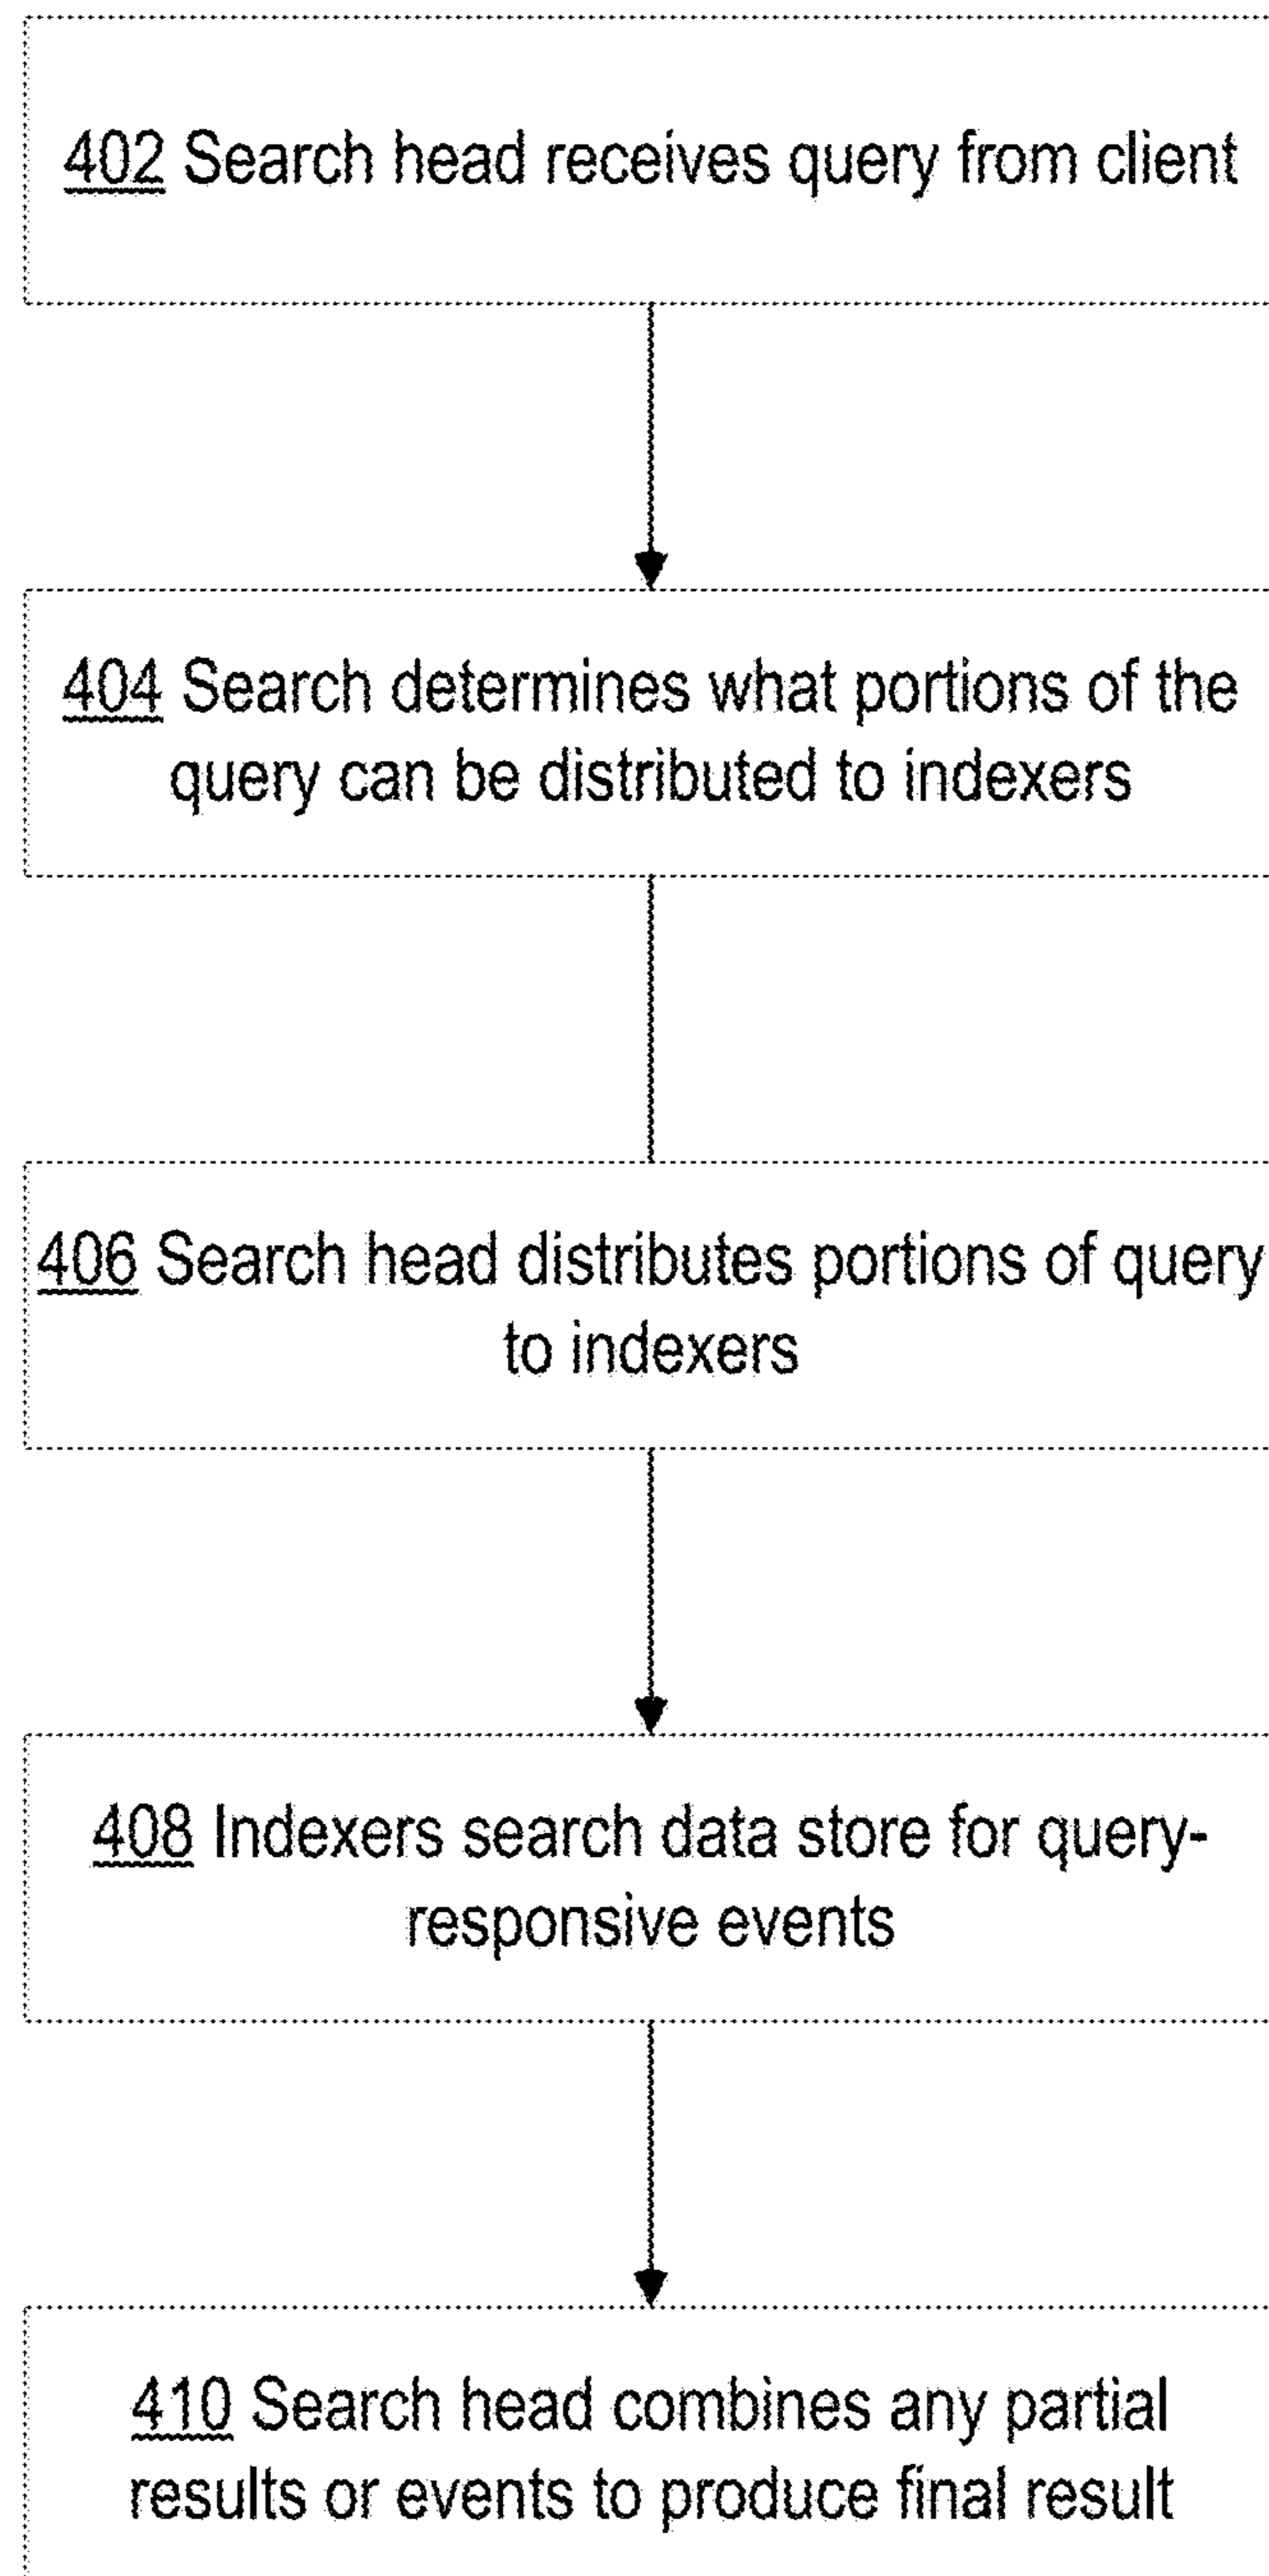 402 Search head receives query from client
404 Search determines what portions of the
query can be distributed to indexers
406 Search head distributes portions of query
to indexers
408 Indexers search data store for query-
responsive events
410 Search head combines any partial
results or events to produce final result